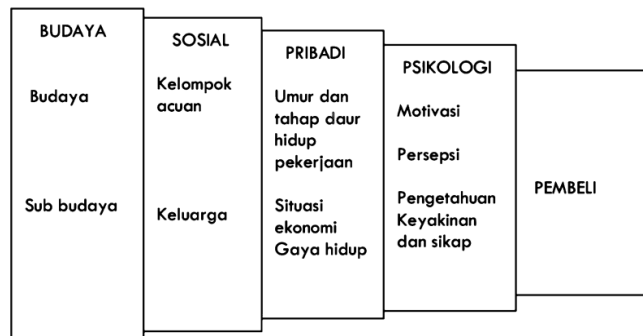 BUDAYA
Budaya
Sub budaya
SOSIAL
Kelompok
acuan
Keluarga
PRIBADI
Umur dan
tahap daur
hidup
pekerjaan
Situasi
ekonomi
Gaya hidup
PSIKOLOGI
Motivasi
Persepsi
Pengetahuan
Keyakinan
dan sikap
PEMBELI